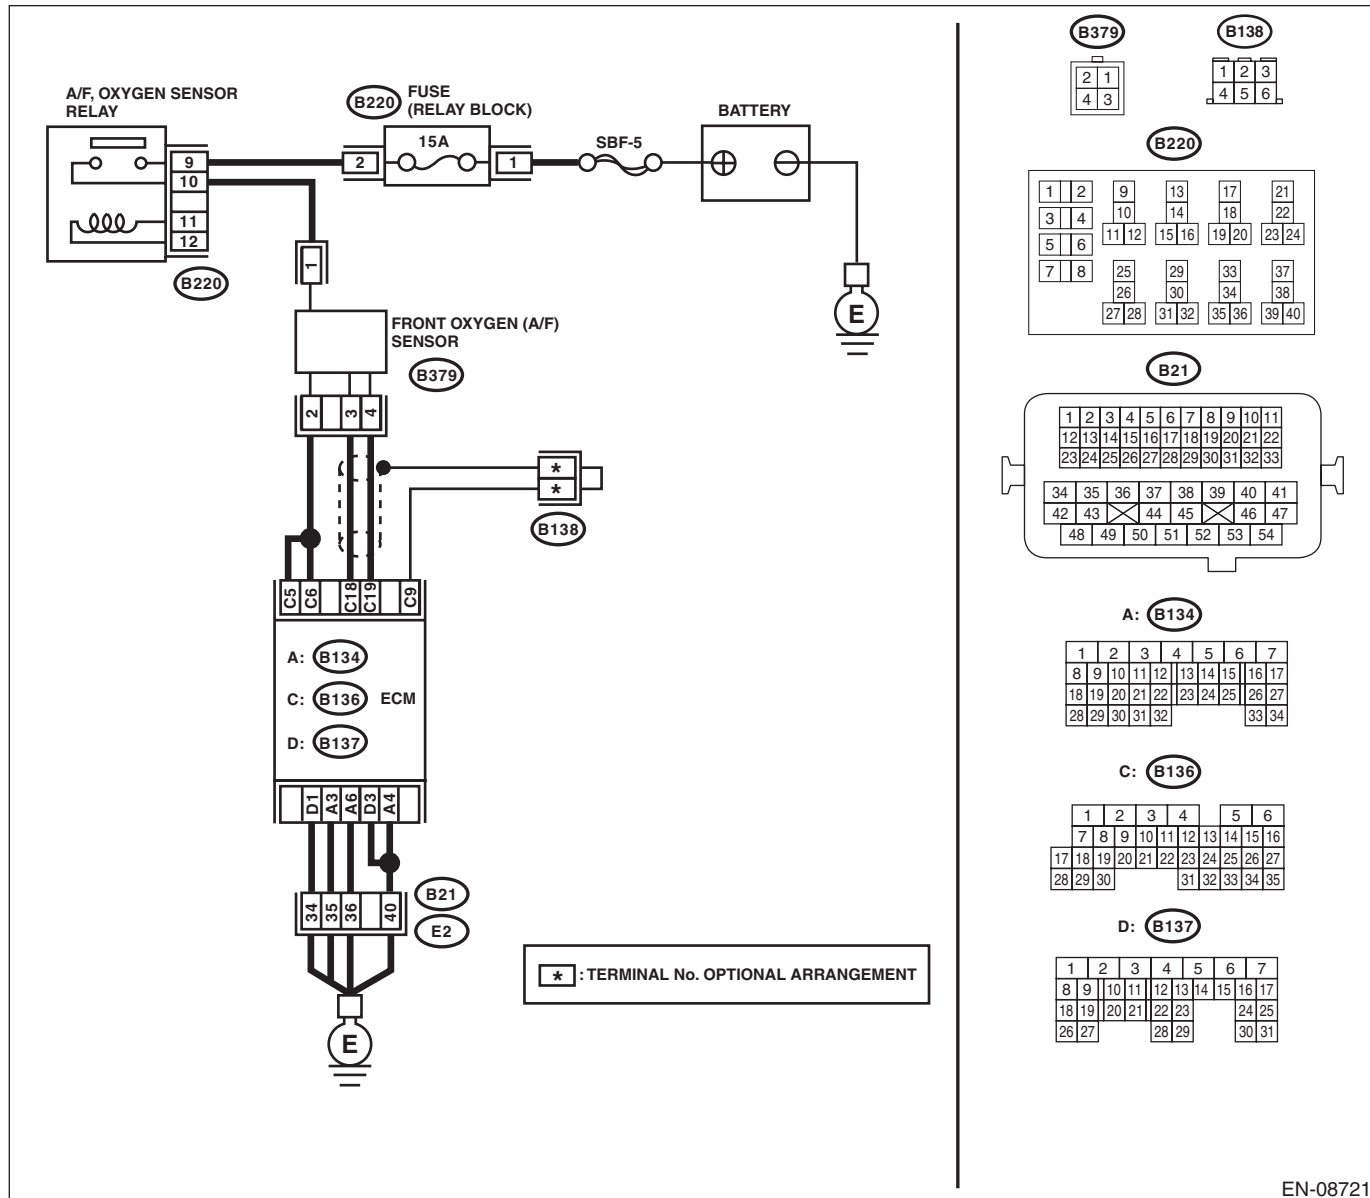 A/F, OXYGEN SENSOR
RELAY
9
10
11
12
B220
B220
FUSE
(RELAY BLOCK)
15A
2
1
SBF-5
BATTERY
E
1
FRONT OXYGEN (A/F)
SENSOR
B379
2
3
4
*
*
B138
C5
C6
C18
C19
C9
A: B134
C: B136 ECM
D: B137
D1
A3
A6
D3
A4
34
35
36
40
B21
E2
E
* : TERMINAL No. OPTIONAL ARRANGEMENT
B379
2 1
4 3
B138
1 2 3
4 5 6
B220
1 2 9 13 17 21
3 4 10 14 18 22
5 6 11 12 15 16 19 20 23 24
7 8 25 29 33 37
26 30 34 38
27 28 31 32 35 36 39 40
B21
1 2 3 4 5 6 7 8 9 10 11
12 13 14 15 16 17 18 19 20 21 22
23 24 25 26 27 28 29 30 31 32 33
34 35 36 37 38 39 40 41
42 43 44 45 46 47
48 49 50 51 52 53 54
A: B134
1 2 3 4 5 6 7
8 9 10 11 12 13 14 15 16 17
18 19 20 21 22 23 24 25 26 27
28 29 30 31 32 33 34
C: B136
1 2 3 4 5 6
7 8 9 10 11 12 13 14 15 16
17 18 19 20 21 22 23 24 25 26 27
28 29 30 31 32 33 34 35
D: B137
1 2 3 4 5 6 7
8 9 10 11 12 13 14 15 16 17
18 19 20 21 22 23 24 25
26 27 28 29 30 31
EN-08721